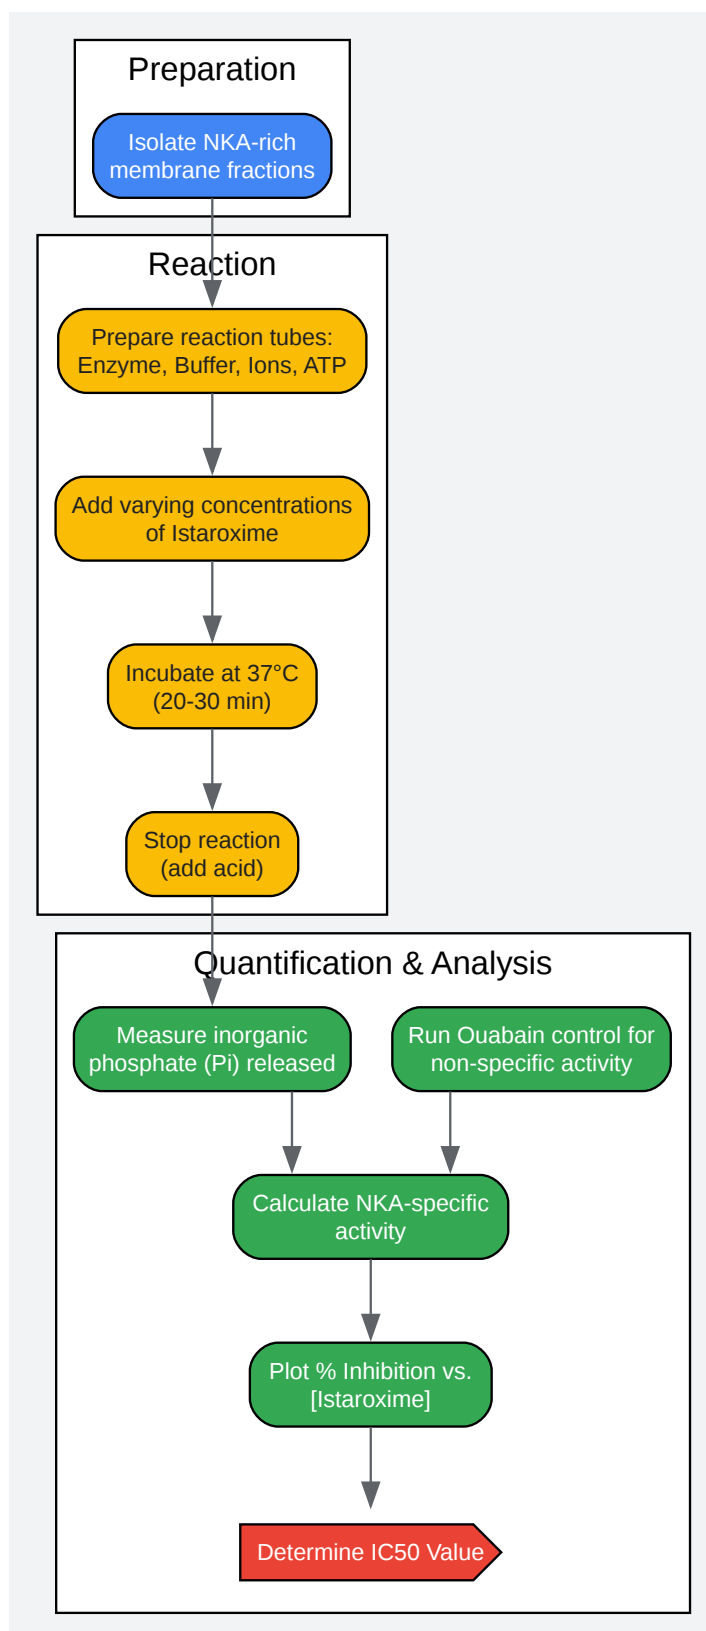 Preparation
Isolate NKA-rich
membrane fractions
Reaction
Prepare reaction tubes:
Enzyme, Buffer, Ions, ATP
Add varying concentrations
of Istaroxime
Incubate at 37°C
(20-30 min)
Stop reaction
(add acid)
Quantification & Analysis
Measure inorganic
phosphate (Pi) released
Run Ouabain control for
non-specific activity
Calculate NKA-specific
activity
Plot % Inhibition vs.
[Istaroxime]
Determine IC50 Value